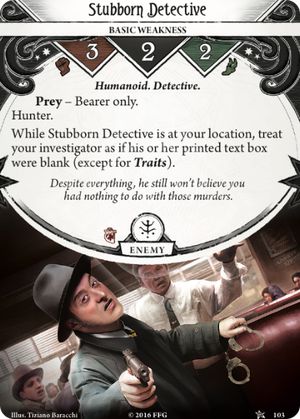 Stubborn Detective
BASIC WEAKNESS
3 2 2
Humanoid. Detective.
Prey – Bearer only.
Hunter.
While Stubborn Detective is at your location, treat
your investigator as if his or her printed text box
were blank (except for Traits).
Despite everything, he still won't believe you
had nothing to do with those murders.
ENEMY
Illus. Tiziano Baracchi © 2016 FFG 103